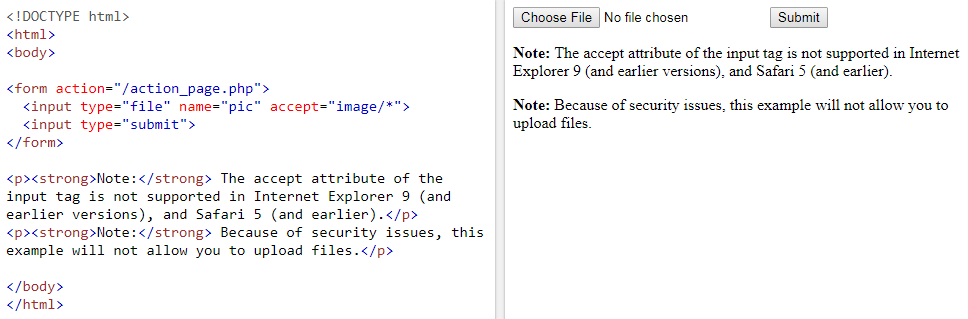 <!DOCTYPE html>
<html>
<body>
<form action="/action_page.php">
  <input type="file" name="pic" accept="image/*">
  <input type="submit">
</form>
<p><strong>Note:</strong> The accept attribute of the
input tag is not supported in Internet Explorer 9 (and
earlier versions), and Safari 5 (and earlier).</p>
<p><strong>Note:</strong> Because of security issues, this
example will not allow you to upload files.</p>
</body>
</html>
Choose File No file chosen Submit
Note: The accept attribute of the input tag is not supported in Internet
Explorer 9 (and earlier versions), and Safari 5 (and earlier).
Note: Because of security issues, this example will not allow you to
upload files.